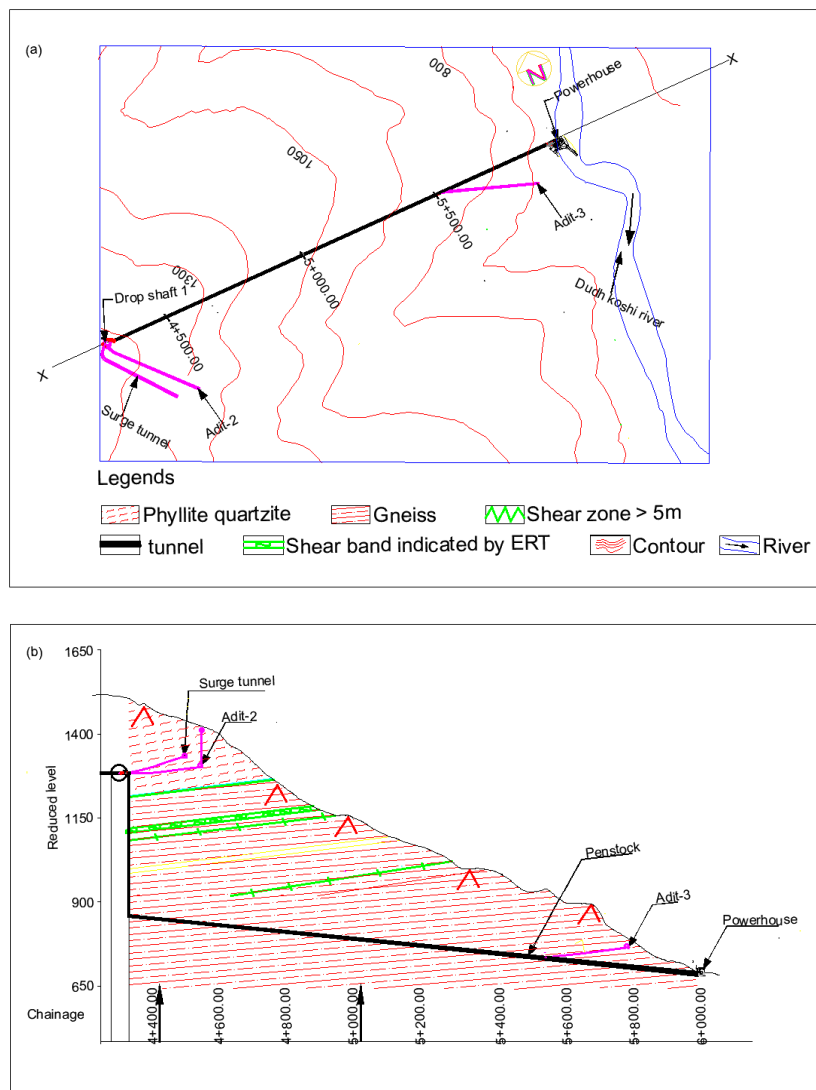 (a)
X
N
800
Powerhouse
1050
5+500.00
Adit-3
1300
5+000.00
Dudh koshi river
Drop shaft 1
4+500.00
X
Surge tunnel
Adit-2
Legends
Phyllite quartzite
Gneiss
Shear zone > 5m
tunnel
Shear band indicated by ERT
Contour
River
(b)
1650
Surge tunnel
1400
Adit-2
Reduced level
1150
Penstock
900
Adit-3
Powerhouse
650
Chainage
4+400.00
4+600.00
4+800.00
5+0000.00
5+200.00
5+400.00
5+600.00
5+800.00
6+000.00